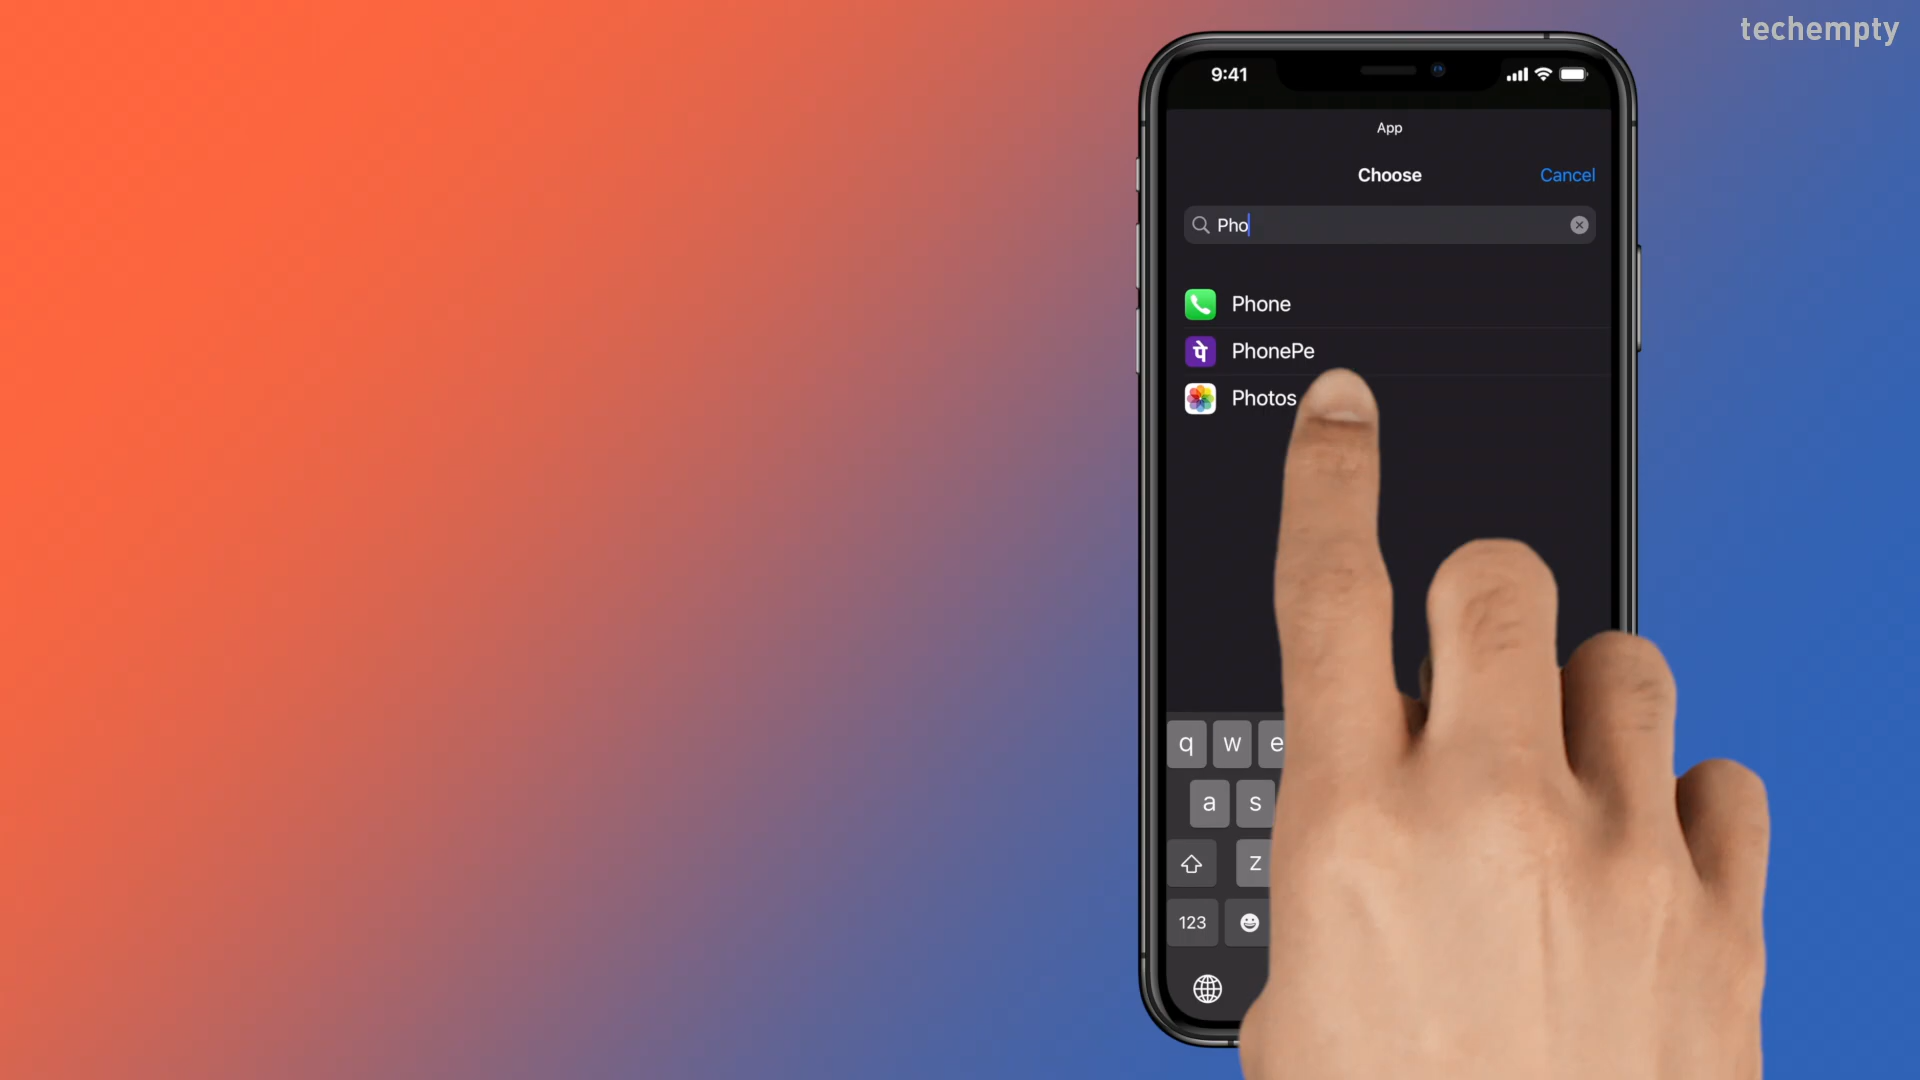 techempty
9:41
App
Choose
Cancel
Pho
Phone
पे
PhonePe
Photos
q w e
a s
z
123